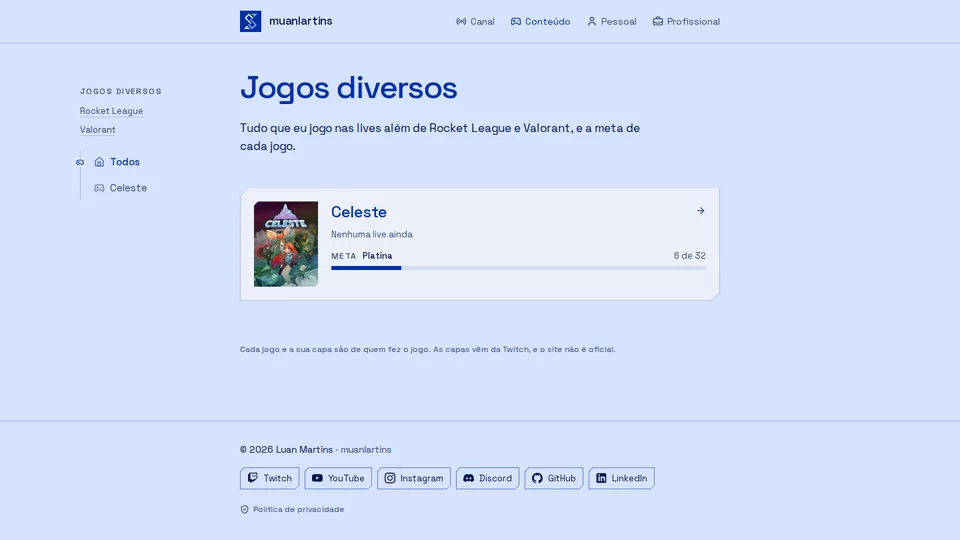 muanlartins
Canal
Conteúdo
Pessoal
Profissional
JOGOS DIVERSOS
Rocket League
Valorant
Todos
Celeste
Jogos diversos
Tudo que eu jogo nas lives além de Rocket League e Valorant, e a meta de
cada jogo.
CELESTE
Celeste
Nenhuma live ainda
META Platina
6 de 32
Cada jogo e a sua capa são de quem fez o jogo. As capas vêm da Twitch, e o site não é oficial.
© 2026 Luan Martins · muanlartins
Twitch
YouTube
Instagram
Discord
GitHub
LinkedIn
Política de privacidade